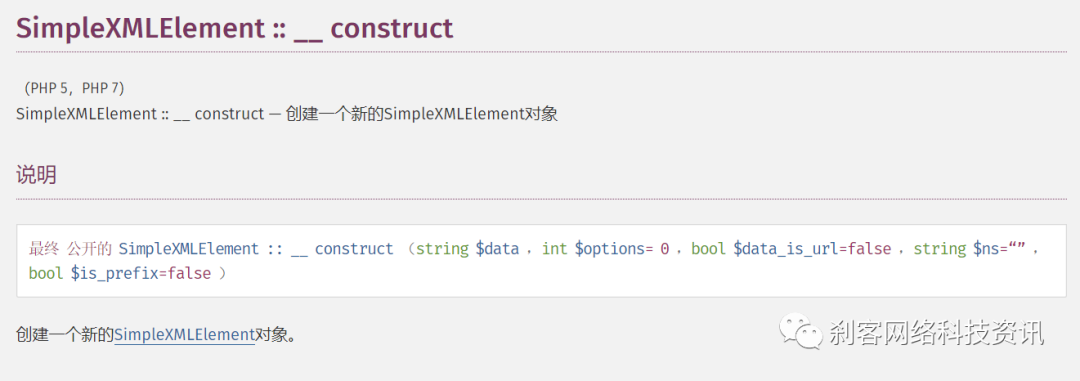 SimpleXMLElement :: __ construct
（PHP 5，PHP 7）
SimpleXMLElement :: __ construct — 创建一个新的SimpleXMLElement对象
说明
最终 公开的 SimpleXMLElement :: __ construct （string $data ，int $options= 0 ，bool $data_is_url=false ，string $ns=“” ，
bool $is_prefix=false ）
创建一个新的SimpleXMLElement对象。
刹客网络科技资讯